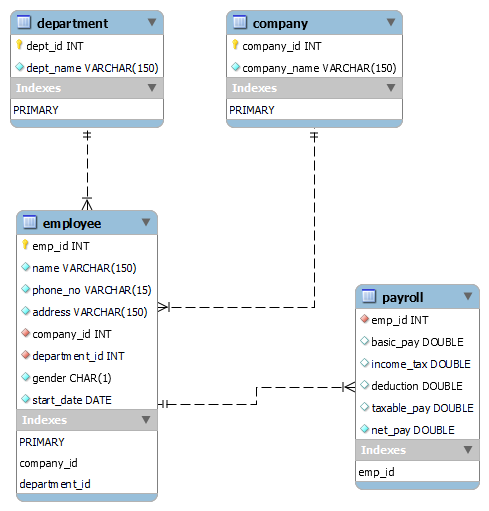 department
dept_id INT
dept_name VARCHAR(150)
Indexes
PRIMARY
company
company_id INT
company_name VARCHAR(150)
Indexes
PRIMARY
employee
emp_id INT
name VARCHAR(150)
phone_no VARCHAR(15)
address VARCHAR(150)
company_id INT
department_id INT
gender CHAR(1)
start_date DATE
Indexes
PRIMARY
company_id
department_id
payroll
emp_id INT
basic_pay DOUBLE
income_tax DOUBLE
deduction DOUBLE
taxable_pay DOUBLE
net_pay DOUBLE
Indexes
emp_id